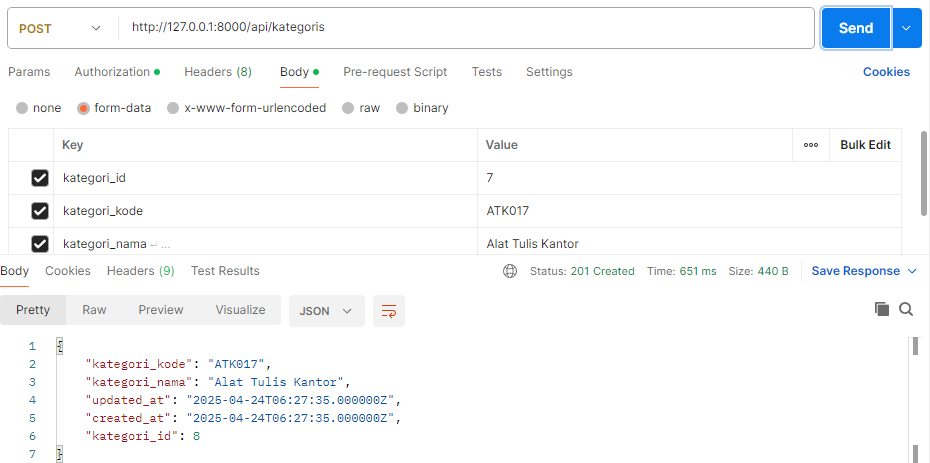 POST http://127.0.0.1:8000/api/kategoris Send
Params Authorization Headers (8) Body Pre-request Script Tests Settings Cookies
none form-data x-www-form-urlencoded raw binary
Key Value ooo Bulk Edit
kategori_id 7
kategori_kode ATK017
kategori_nama ↵ ... Alat Tulis Kantor
Body Cookies Headers (9) Test Results Status: 201 Created Time: 651 ms Size: 440 B Save Response
Pretty Raw Preview Visualize JSON
1 {
2 "kategori_kode": "ATK017",
3 "kategori_nama": "Alat Tulis Kantor",
4 "updated_at": "2025-04-24T06:27:35.000000Z",
5 "created_at": "2025-04-24T06:27:35.000000Z",
6 "kategori_id": 8
7 }